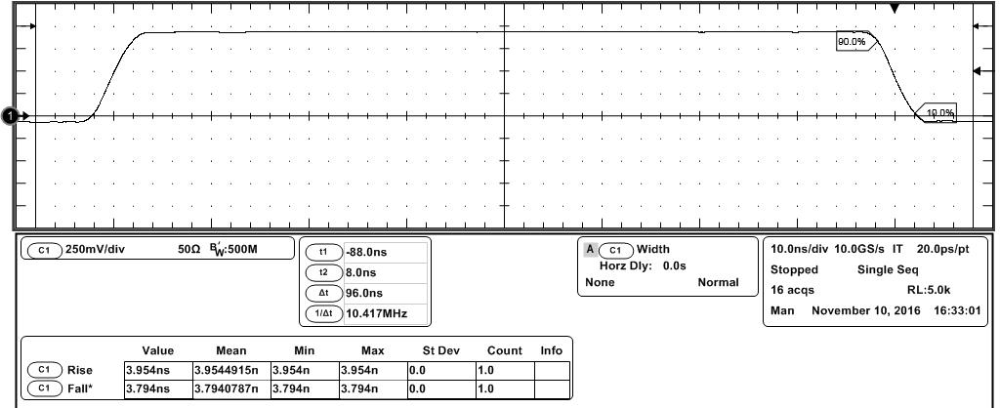 90.0%
1
10.0%
C1 250mV/div 50Ω BW:500M
t1 -88.0ns
t2 8.0ns
Δt 96.0ns
1/Δt 10.417MHz
A C1 Width
Horz Dly: 0.0s
None Normal
10.0ns/div 10.0GS/s IT 20.0ps/pt
Stopped Single Seq
16 acqs RL:5.0k
Man November 10, 2016 16:33:01
Value Mean Min Max St Dev Count Info
C1 Rise 3.954ns 3.9544915n 3.954n 3.954n 0.0 1.0
C1 Fall* 3.794ns 3.7940787n 3.794n 3.794n 0.0 1.0